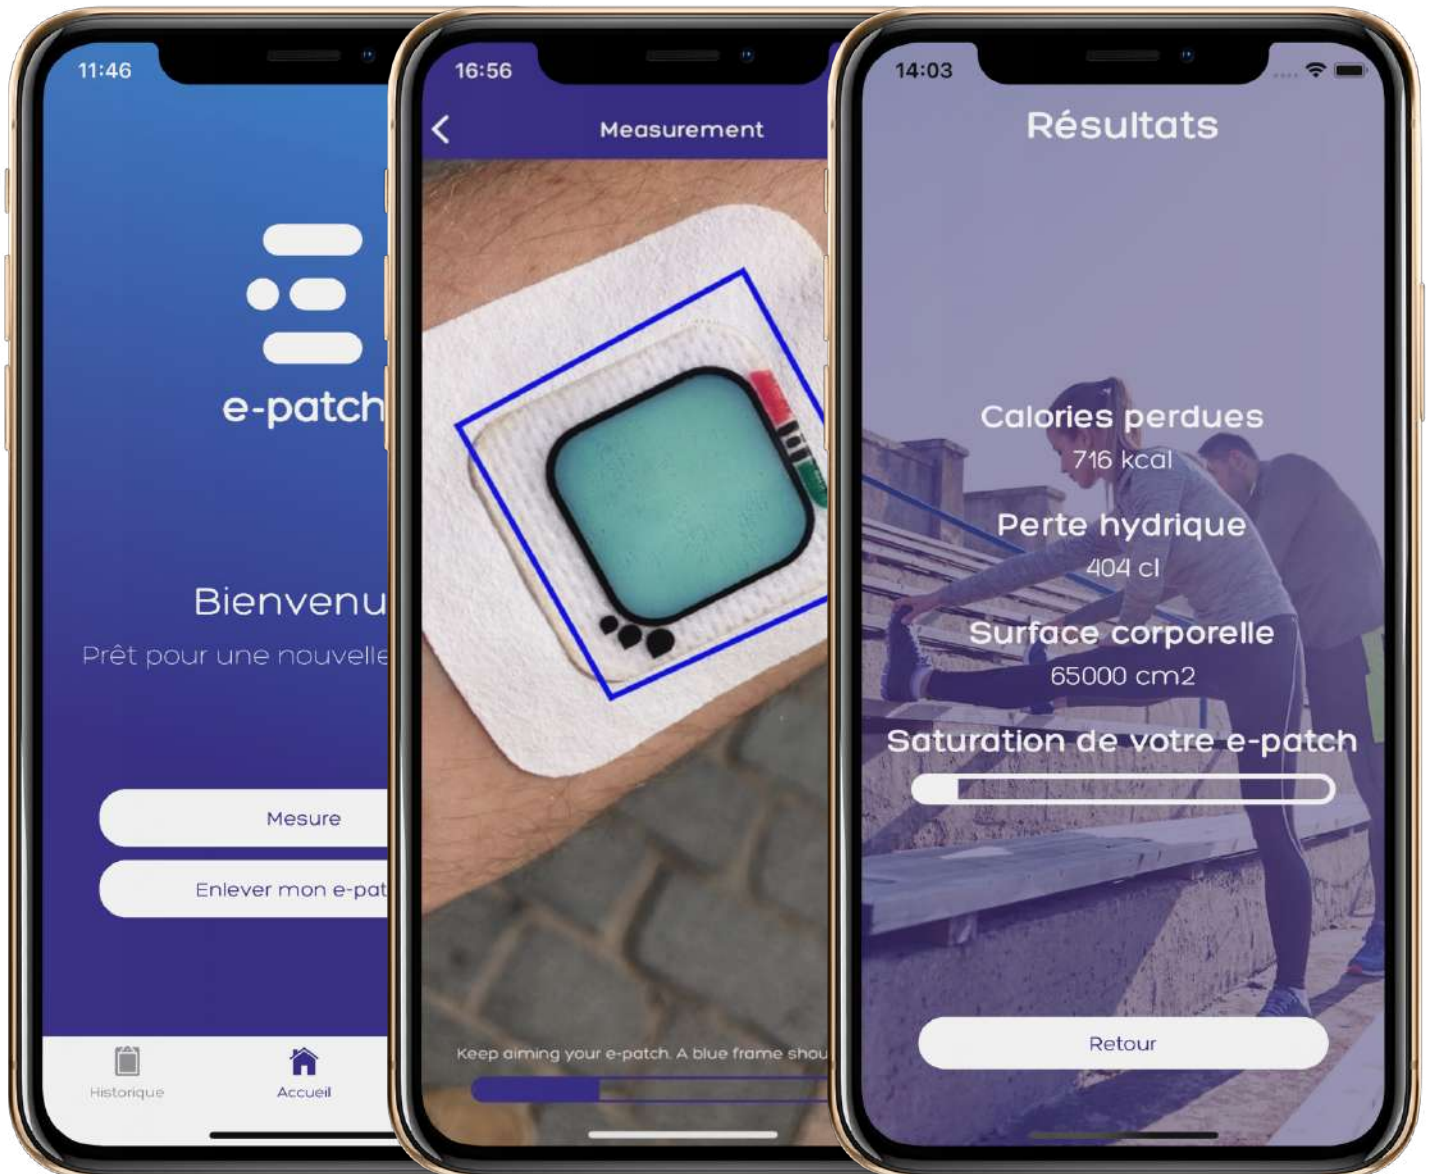 11:46
e-patch
Bienvenu
Prêt pour une nouvelle
Mesure
Enlever mon e-pat
Historique
Accueil
16:56
Measurement
Keep aiming your e-patch. A blue frame shou
14:03
Résultats
Calories perdues
716 kcal
Perte hydrique
404 cl
Surface corporelle
65000 cm2
Saturation de votre e-patch
Retour